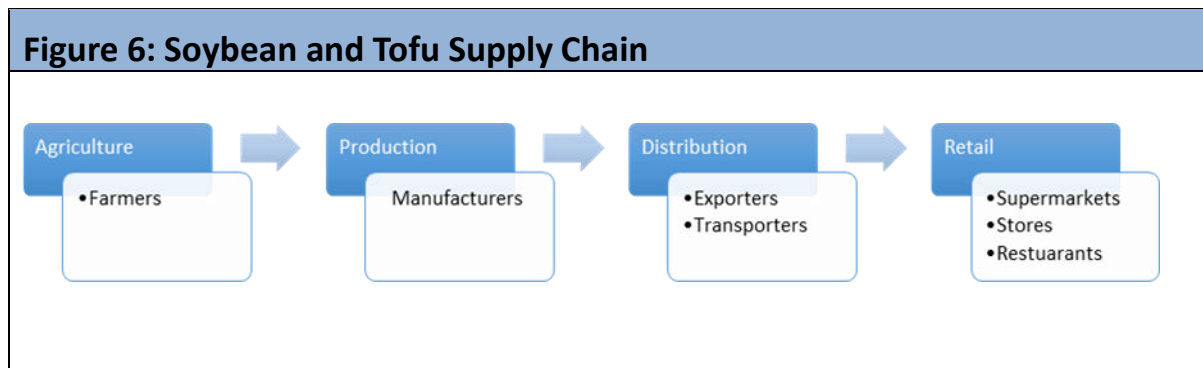 Figure 6: Soybean and Tofu Supply Chain
Agriculture
•Farmers
Production
Manufacturers
Distribution
•Exporters
•Transporters
Retail
•Supermarkets
•Stores
•Restuarants